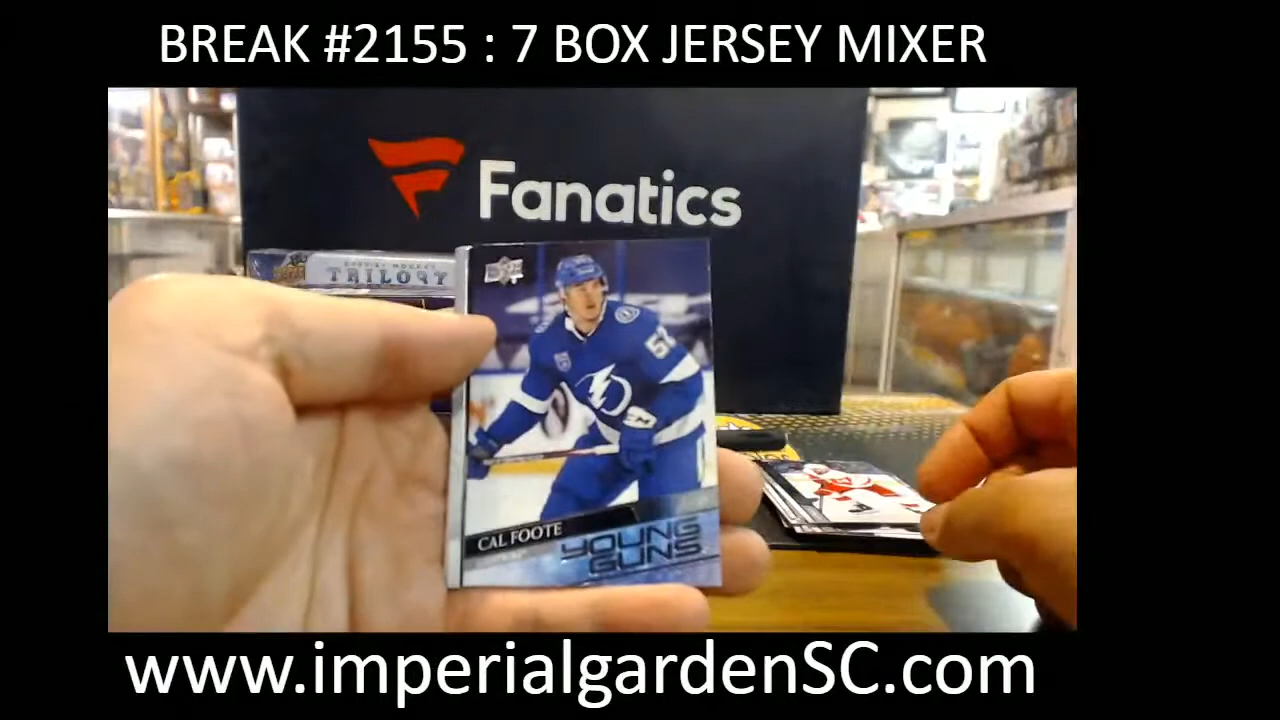 BREAK #2155 : 7 BOX JERSEY MIXER
Fanatics
TRILOGY
CAL FOOTE
YOUNG
GUNS
www.imperialgardenSC.com